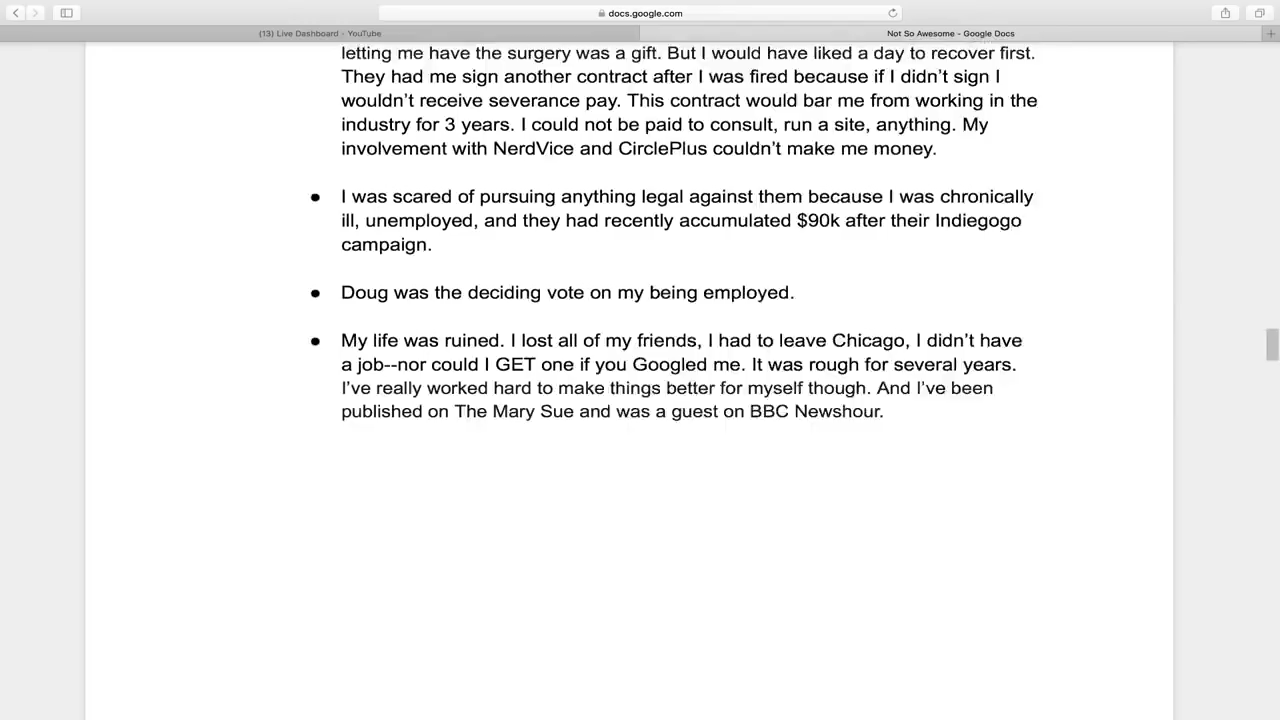 docs.google.com
(13) Live Dashboard - YouTube
Not So Awesome - Google Docs
letting me have the surgery was a gift. But I would have liked a day to recover first.
They had me sign another contract after I was fired because if I didn’t sign I
wouldn’t receive severance pay. This contract would bar me from working in the
industry for 3 years. I could not be paid to consult, run a site, anything. My
involvement with NerdVice and CirclePlus couldn’t make me money.
● I was scared of pursuing anything legal against them because I was chronically
ill, unemployed, and they had recently accumulated $90k after their Indiegogo
campaign.
● Doug was the deciding vote on my being employed.
● My life was ruined. I lost all of my friends, I had to leave Chicago, I didn’t have
a job--nor could I GET one if you Googled me. It was rough for several years.
I’ve really worked hard to make things better for myself though. And I’ve been
published on The Mary Sue and was a guest on BBC Newshour.